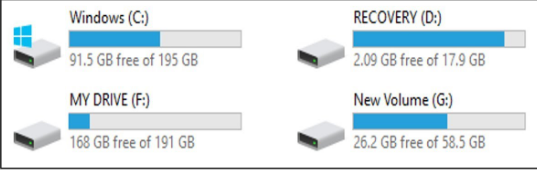 Windows (C:)
91.5 GB free of 195 GB
RECOVERY (D:)
2.09 GB free of 17.9 GB
MY DRIVE (F:)
168 GB free of 191 GB
New Volume (G:)
26.2 GB free of 58.5 GB